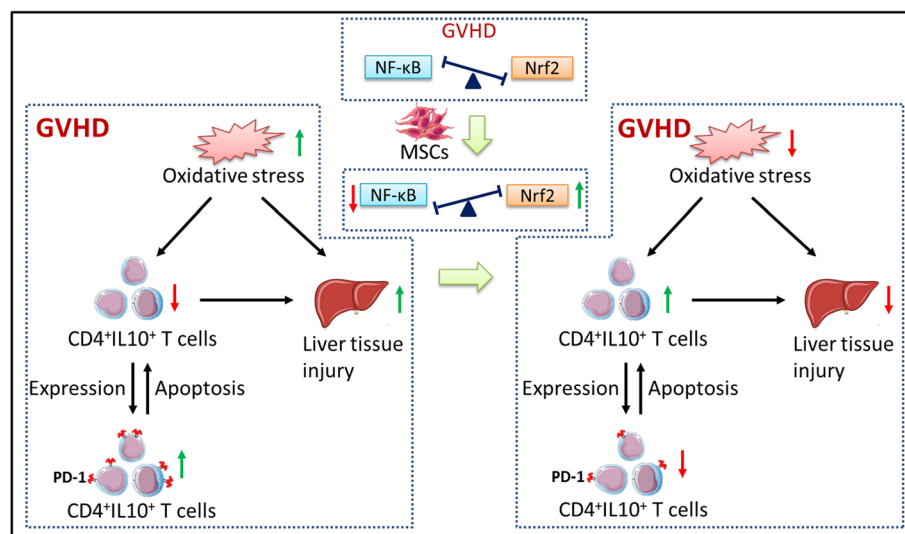 GVHD
NF-κB
Nrf2
MSCs
NF-κB
Nrf2
GVHD
Oxidative stress
CD4⁺IL10⁺ T cells
Liver tissue
injury
Expression
Apoptosis
PD-1
CD4⁺IL10⁺ T cells
GVHD
Oxidative stress
CD4⁺IL10⁺ T cells
Liver tissue
injury
Expression
Apoptosis
PD-1
CD4⁺IL10⁺ T cells